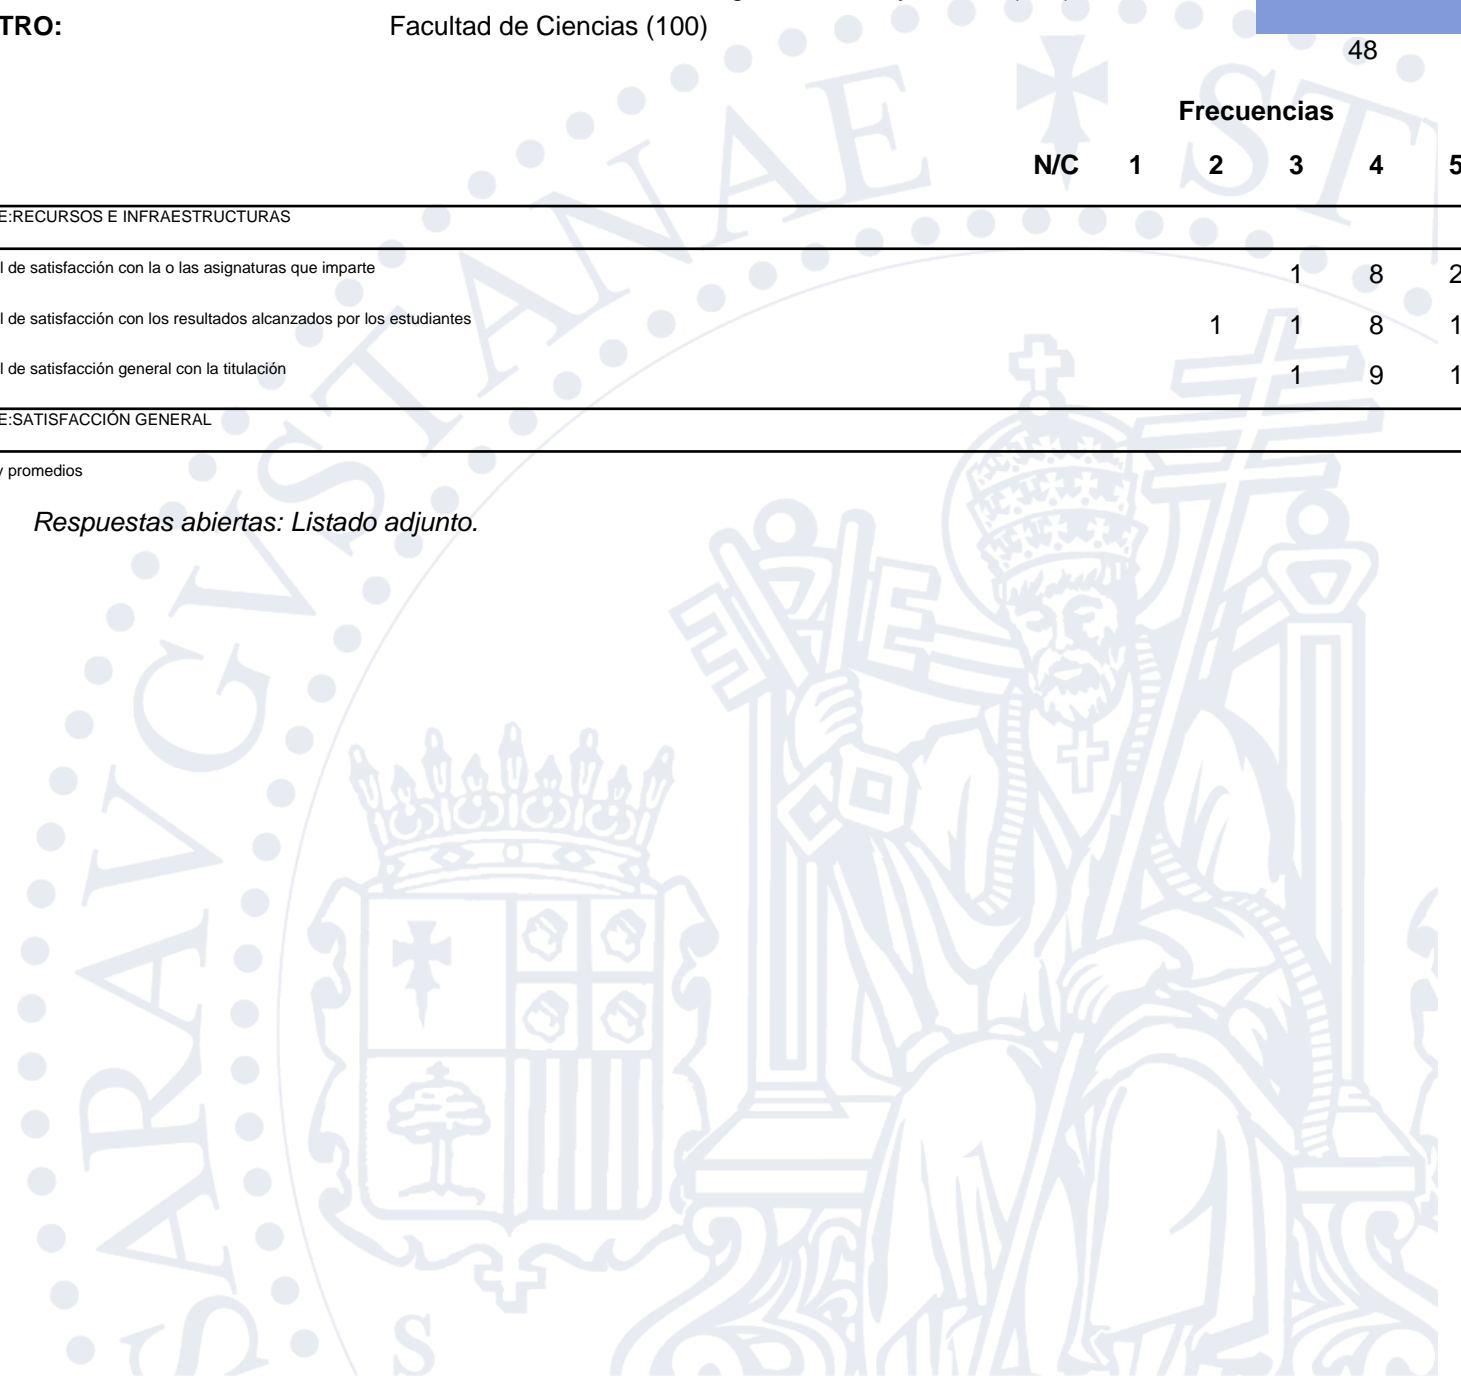 TRO: Facultad de Ciencias (100)
48
Frecuencias
N/C 1 2 3 4 5
E:RECURSOS E INFRAESTRUCTURAS
l de satisfacción con la o las asignaturas que imparte 1 8 2
l de satisfacción con los resultados alcanzados por los estudiantes 1 1 8 1
l de satisfacción general con la titulación 1 9 1
E:SATISFACCIÓN GENERAL
y promedios
Respuestas abiertas: Listado adjunto.